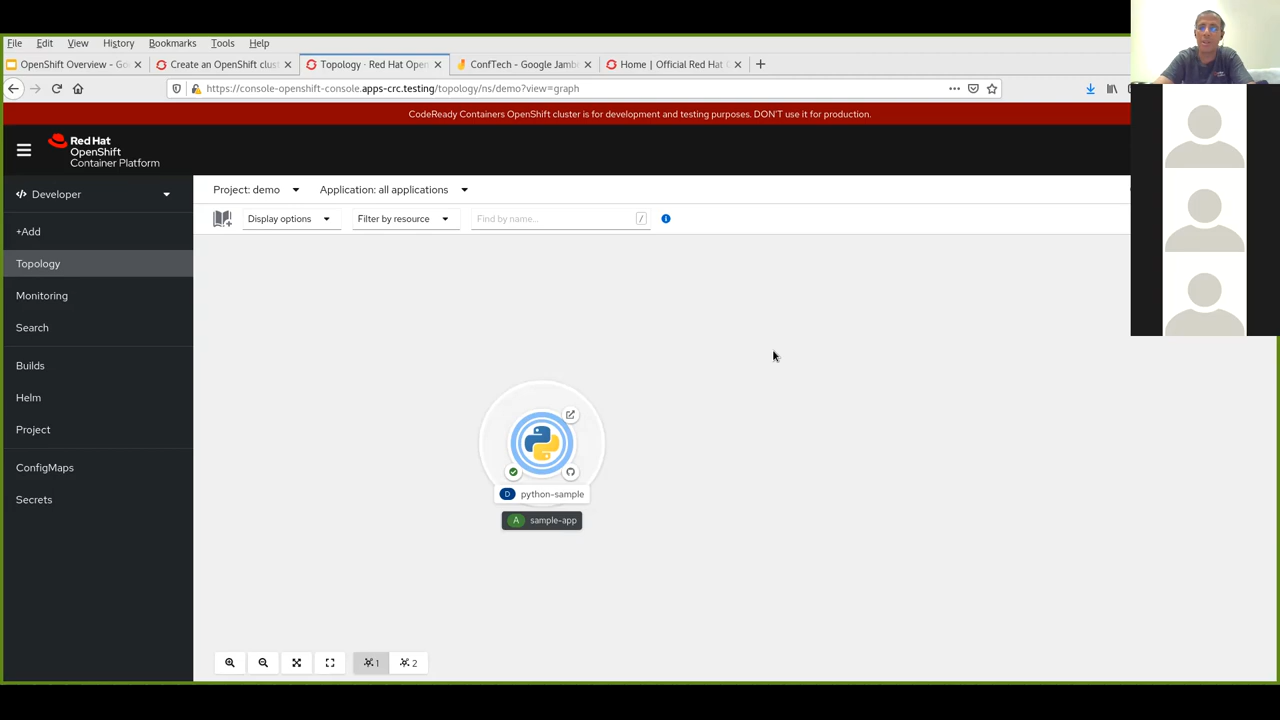 File Edit View History Bookmarks Tools Help
OpenShift Overview - Go
Create an OpenShift clus
Topology - Red Hat Open
ConfTech - Google Jamb
Home | Official Red Hat
https://console-openshift-console.apps-crc.testing/topology/ns/demo?view=graph
CodeReady Containers OpenShift cluster is for development and testing purposes. DON'T use it for production.
Red Hat
OpenShift
Container Platform
Developer
Project: demo
Application: all applications
Display options
Filter by resource
Find by name...
/
+Add
Topology
Monitoring
Search
Builds
Helm
Project
ConfigMaps
Secrets
D python-sample
A sample-app
1
2